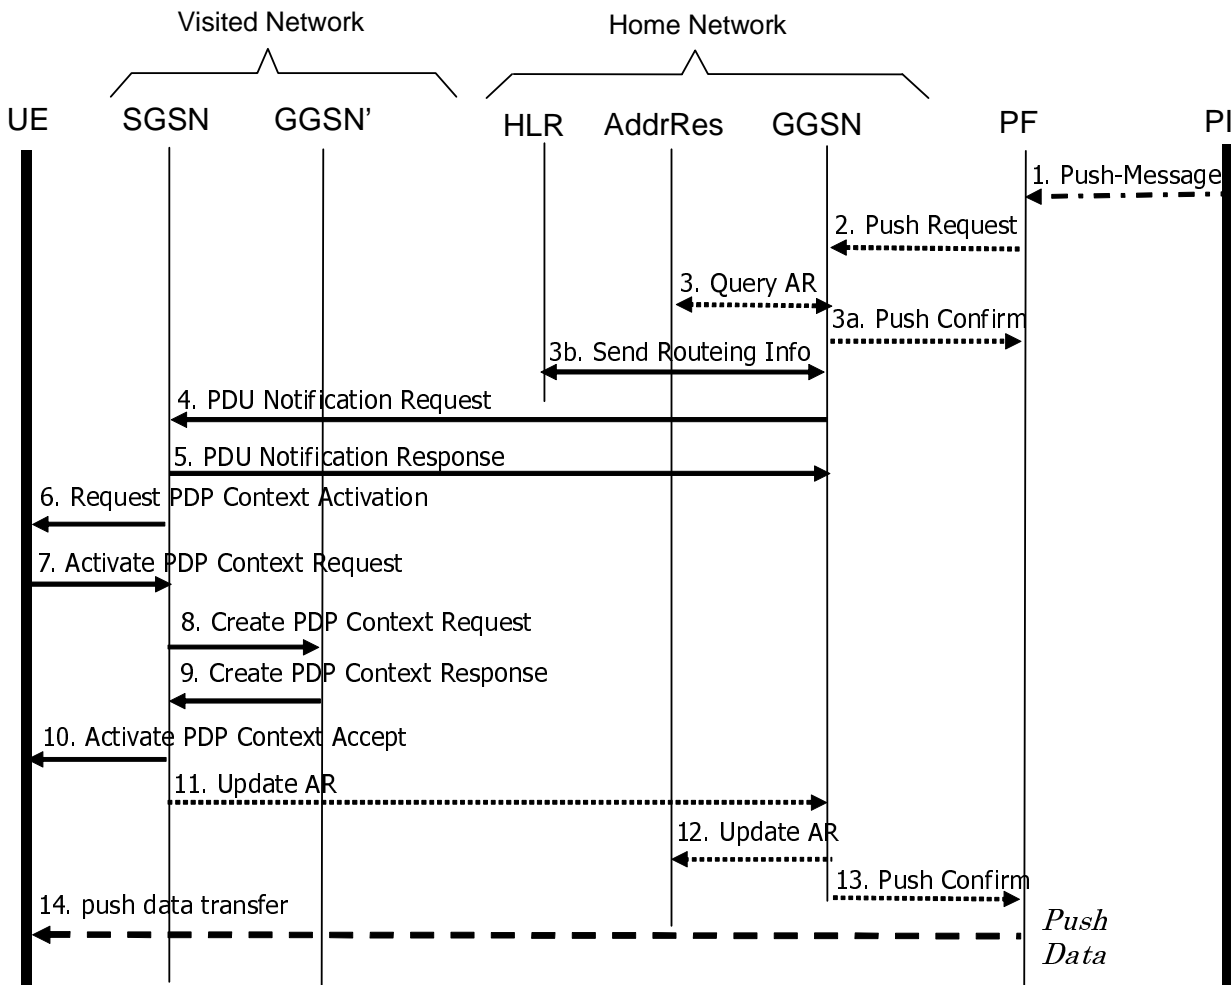 Visited Network
Home Network
UE
SGSN
GGSN'
HLR
AddrRes
GGSN
PF
PI
1. Push-Message
2. Push Request
3. Query AR
3a. Push Confirm
3b. Send Routeing Info
4. PDU Notification Request
5. PDU Notification Response
6. Request PDP Context Activation
7. Activate PDP Context Request
8. Create PDP Context Request
9. Create PDP Context Response
10. Activate PDP Context Accept
11. Update AR
12. Update AR
13. Push Confirm
14. push data transfer
Push
Data